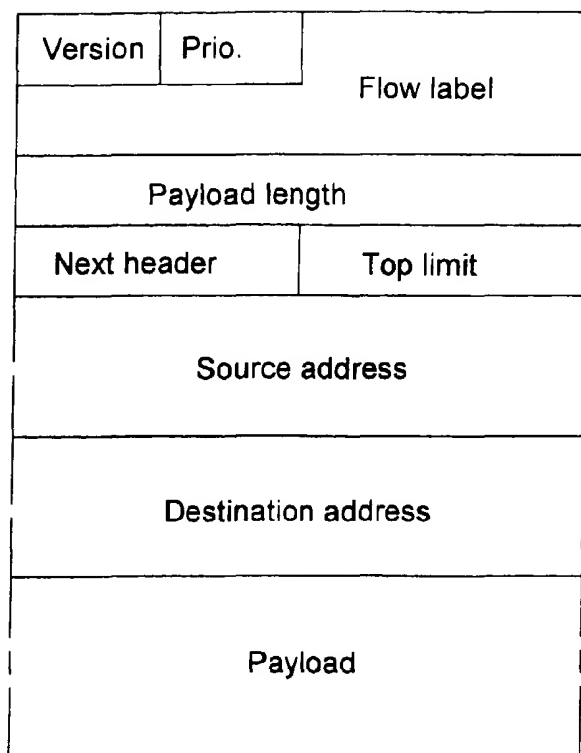 Version Prio.
Flow label
Payload length
Next header Top limit
Source address
Destination address
Payload